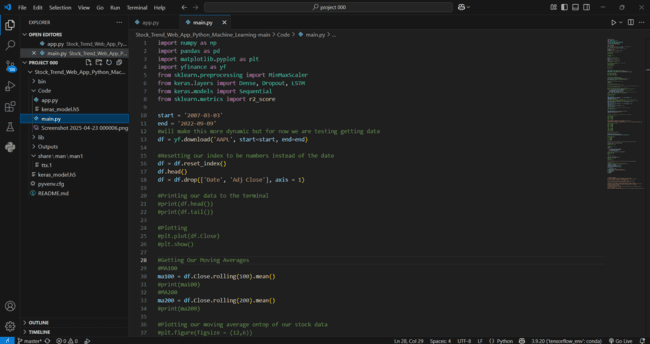 File Edit Selection View Go Run Terminal Help
project 000
EXPLORER
OPEN EDITORS
app.py Stock_Trend_Web_App_Py...
main.py Stock_Trend_Web_App_P...
PROJECT 000
Stock_Trend_Web_App_Python_Mac...
bin
Code
app.py
keras_model.h5
main.py
Screenshot 2025-04-23 000006.png
lib
Outputs
share \ man \ man1
ttx.1
keras_model.h5
pyvenv.cfg
README.md
OUTLINE
TIMELINE
app.py
main.py
Stock_Trend_Web_App_Python_Machine_Learning main > Code > main.py > ...
1 import numpy as np
2 import pandas as pd
3 import matplotlib.pyplot as plt
4 import yfinance as yf
5 from sklearn.preprocessing import MinMaxScaler
6 from keras.layers import Dense, Dropout, LSTM
7 from keras.models import Sequential
8 from sklearn.metrics import r2_score
9
10 start = '2007-03-03'
11 end = '2022-09-09'
12 #will make this more dynamic but for now we are testing getting data
13 df = yf.download('AAPL', start=start, end=end)
14
15 #Resetting our index to be numbers instead of the date
16 df = df.reset_index()
17 df.head()
18 df = df.drop(['Date', 'Adj Close'], axis = 1)
19
20 #Printing our data to the terminal
21 #print(df.head())
22 #print(df.tail())
23
24 #Plotting
25 #plt.plot(df.Close)
26 #plt.show()
27
28 #Getting Our Moving Averages
29 #MA100
30 ma100 = df.Close.rolling(100).mean()
31 #print(ma100)
32 #MA200
33 ma200 = df.Close.rolling(200).mean()
34 #print(ma200)
35
36 #Plotting our moving average ontop of our stock data
37 #plt.figure(figsize = (12,6))
master* 0 0 Ln 28, Col 29 Spaces: 4 UTF-8 LF Python 3.9.20 ('tensorflow_env': conda) Go Live